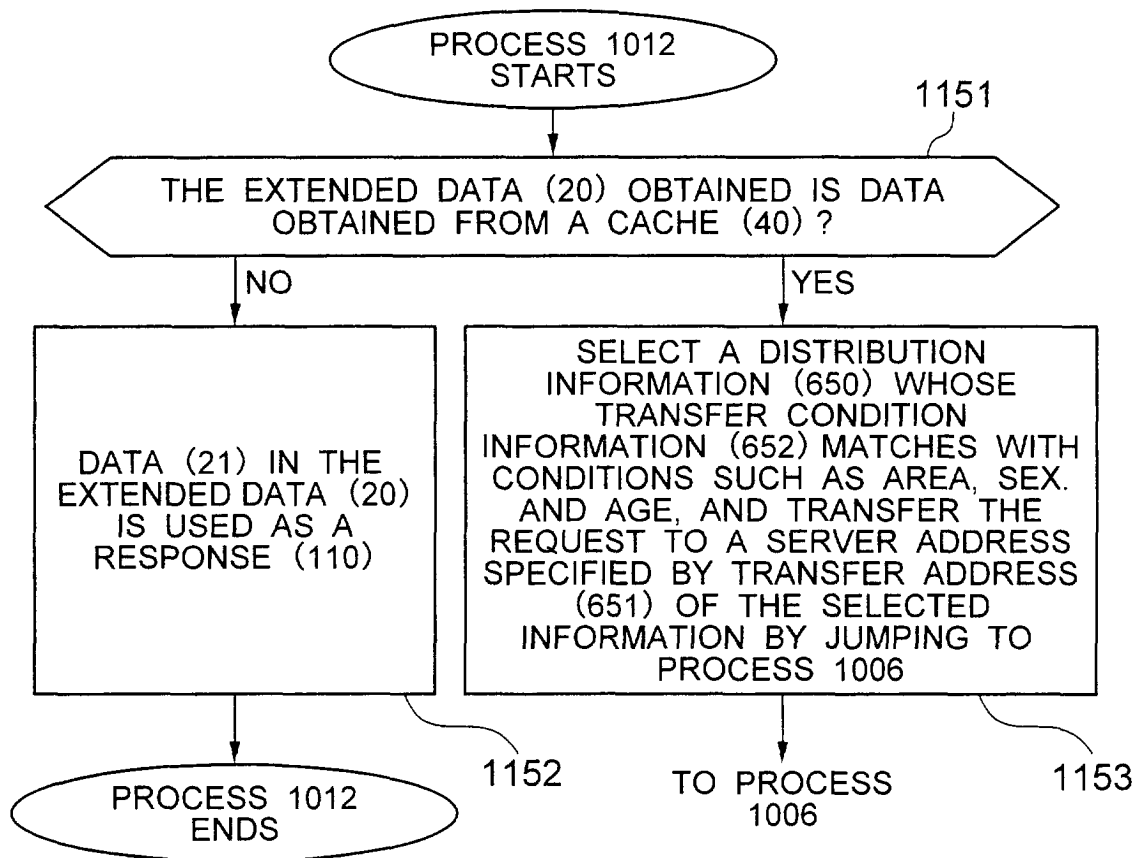 PROCESS 1012
STARTS
1151
THE EXTENDED DATA (20) OBTAINED IS DATA
OBTAINED FROM A CACHE (40) ?
NO
YES
DATA (21) IN THE
EXTENDED DATA (20)
IS USED AS A
RESPONSE (110)
SELECT A DISTRIBUTION
INFORMATION (650) WHOSE
TRANSFER CONDITION
INFORMATION (652) MATCHES WITH
CONDITIONS SUCH AS AREA, SEX.
AND AGE, AND TRANSFER THE
REQUEST TO A SERVER ADDRESS
SPECIFIED BY TRANSFER ADDRESS
(651) OF THE SELECTED
INFORMATION BY JUMPING TO
PROCESS 1006
1152
1153
PROCESS 1012
ENDS
TO PROCESS
1006